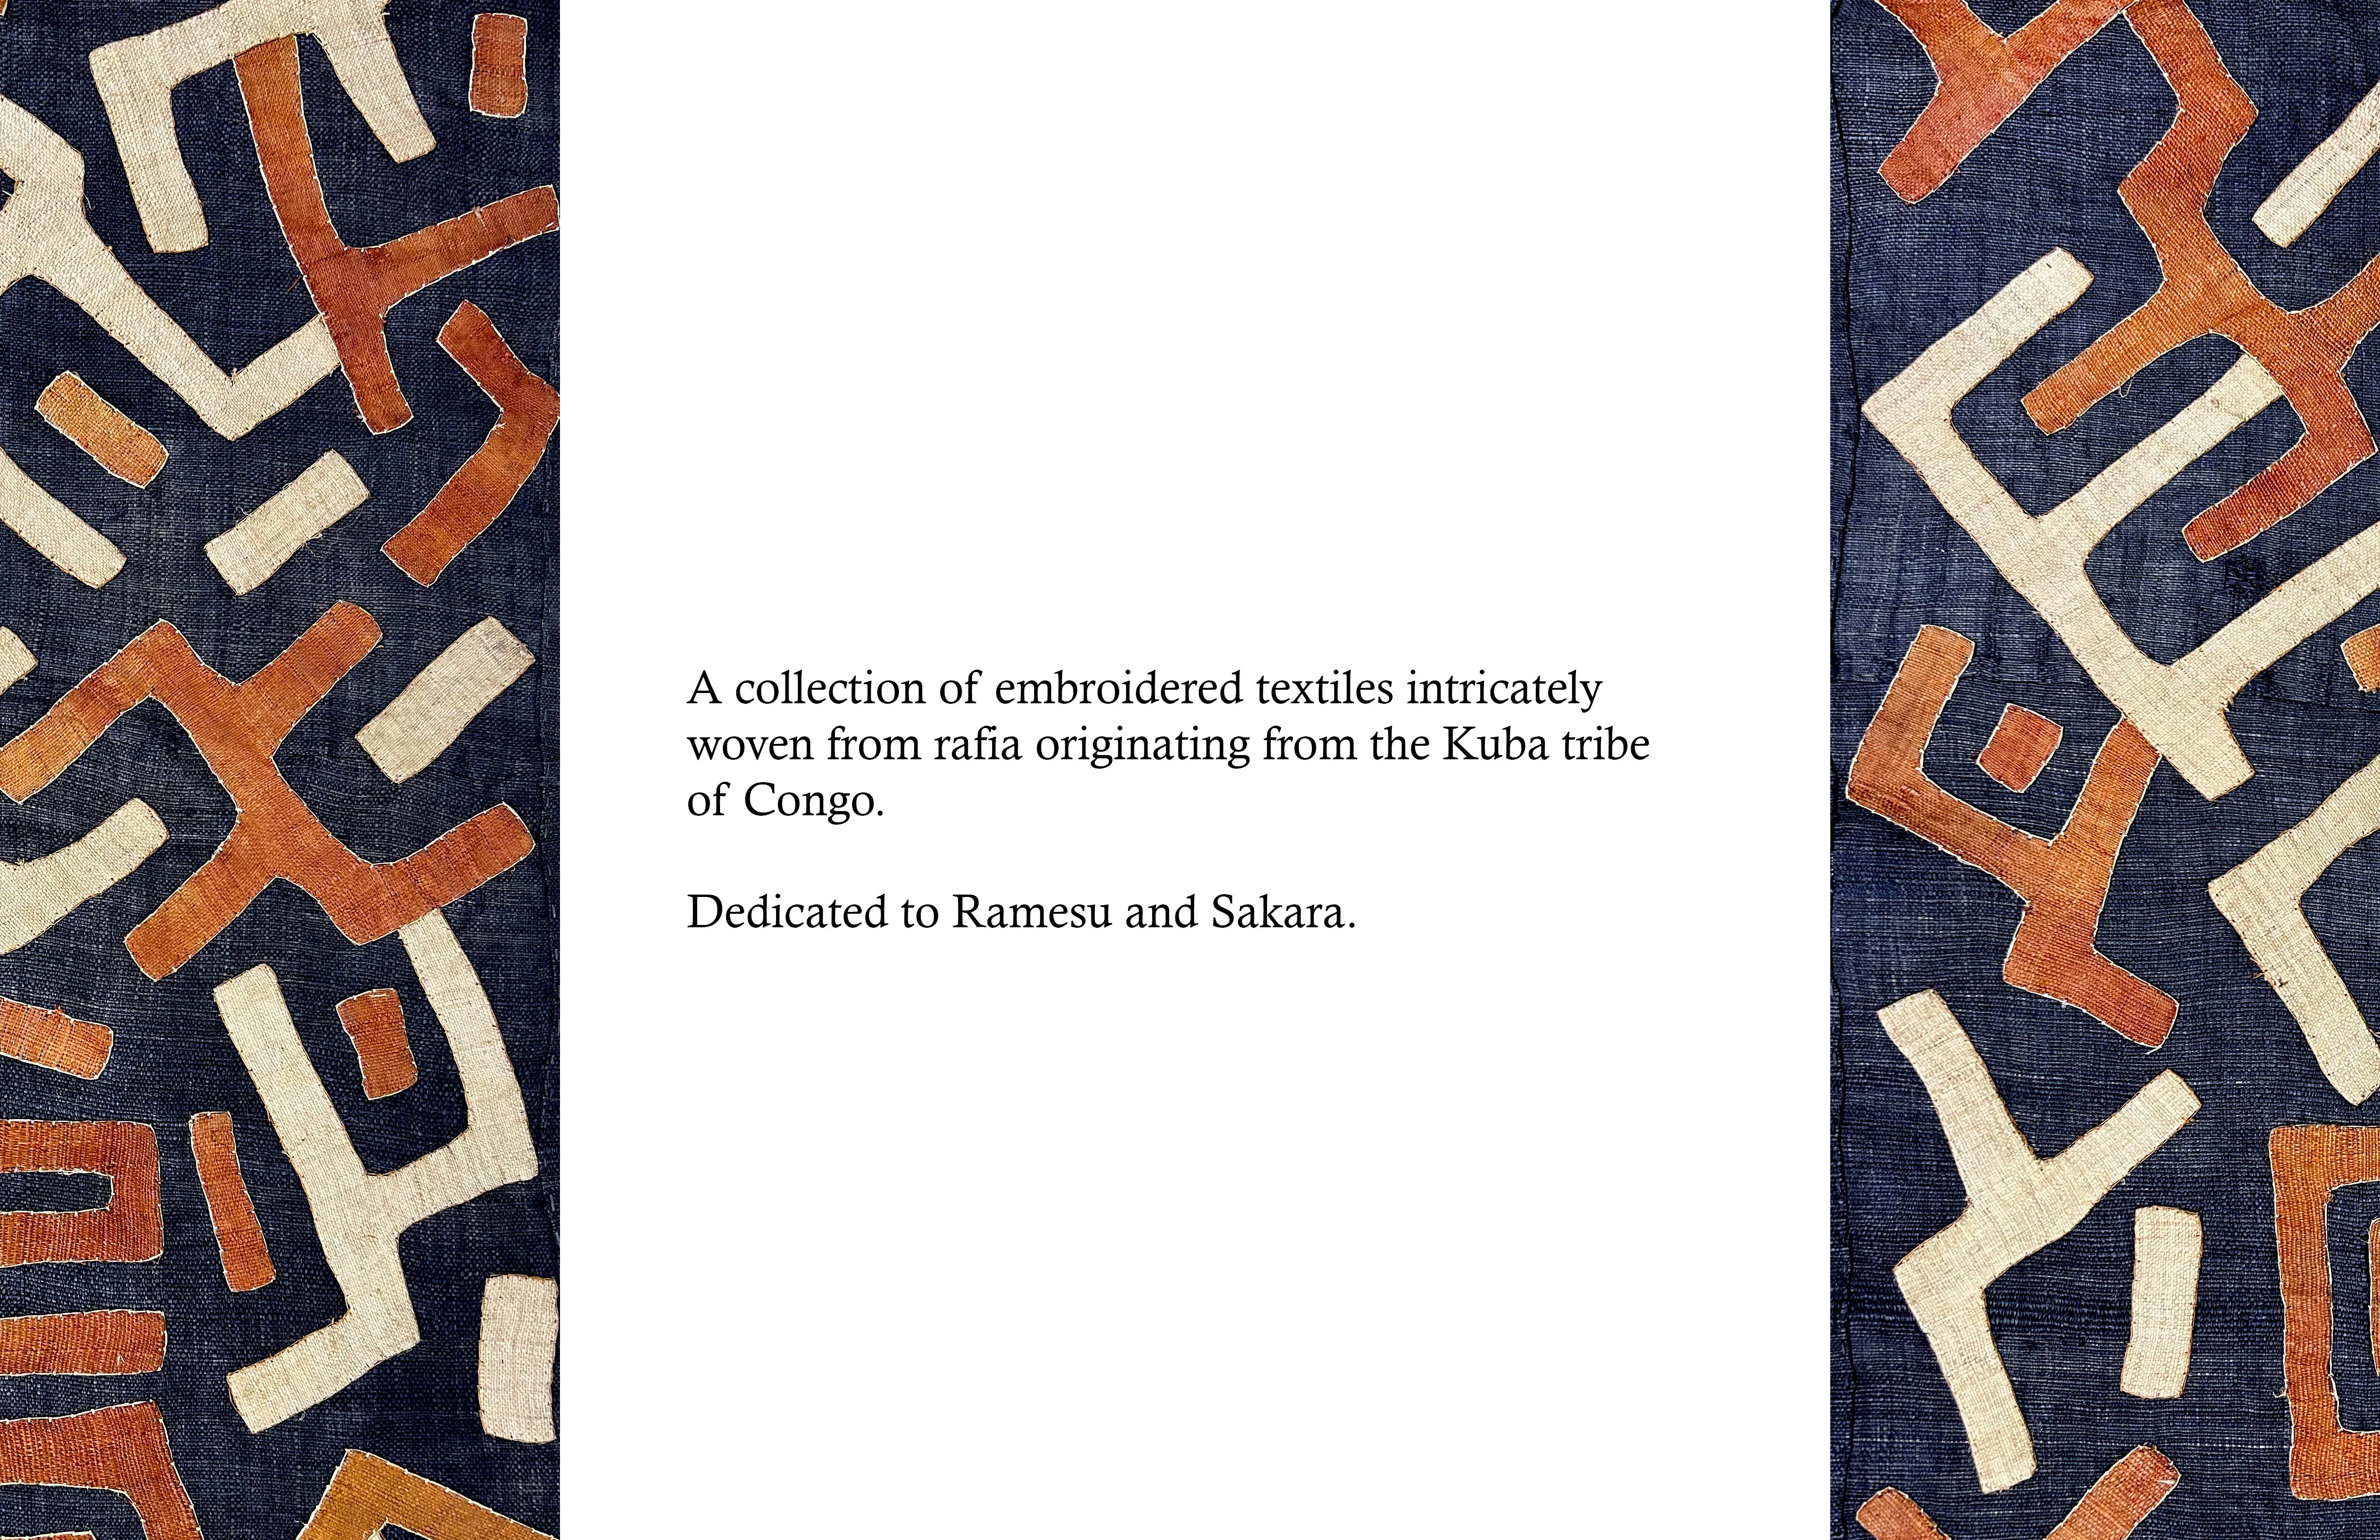 A collection of embroidered textiles intricately
woven from rafia originating from the Kuba tribe
of Congo.
Dedicated to Ramesu and Sakara.